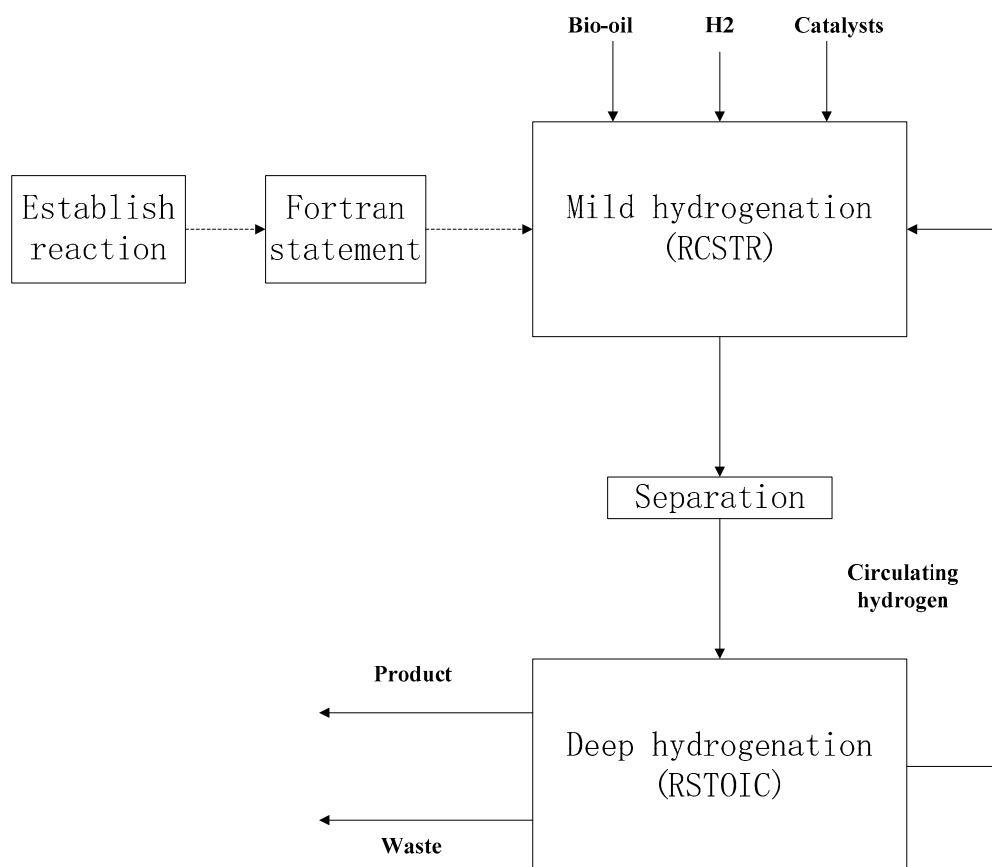 Bio-oil
H2
Catalysts
Establish
reaction
Fortran
statement
Mild hydrogenation
(RCSTR)
Separation
Circulating
hydrogen
Product
Deep hydrogenation
(RSTOIC)
Waste